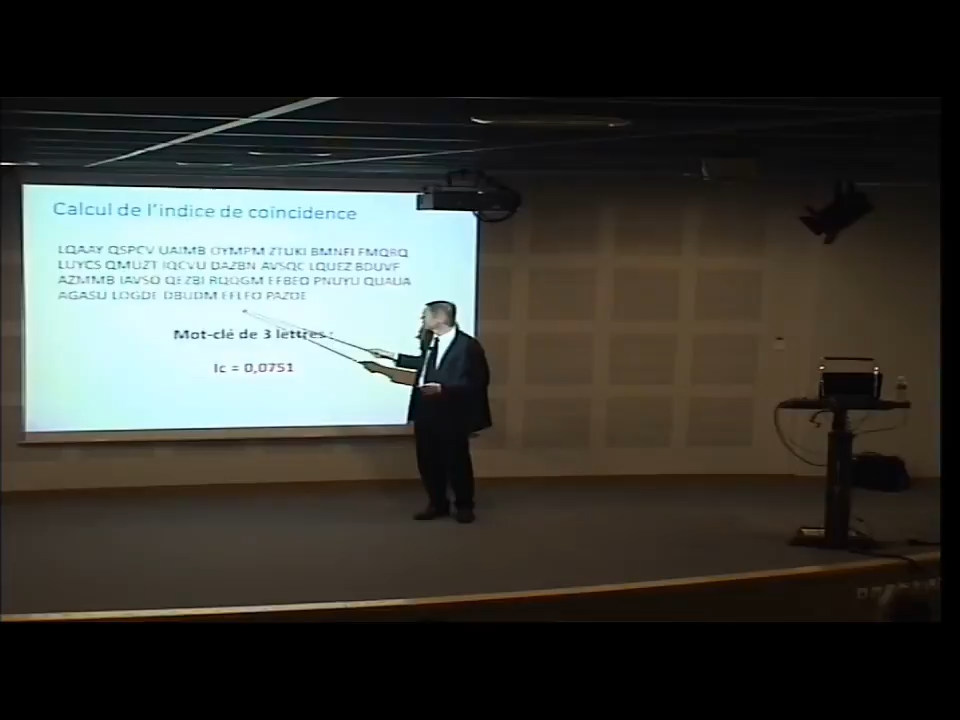 Calcul de l'indice de coïncidence
LQAAY QSPCV UAIMB OYMPM ZTUKI BMNFI FMQRQ
LUYCS QMUZT IQCVU DAZBN AVSQC LQUEZ BDUVF
AZMMB IAVSO QEZBI RQQGM EFBEO PNUYU QUAUA
AGASU LOGDE DBUDM EFLEO PAZOE
Mot-clé de 3 lettres :
Ic = 0,0751